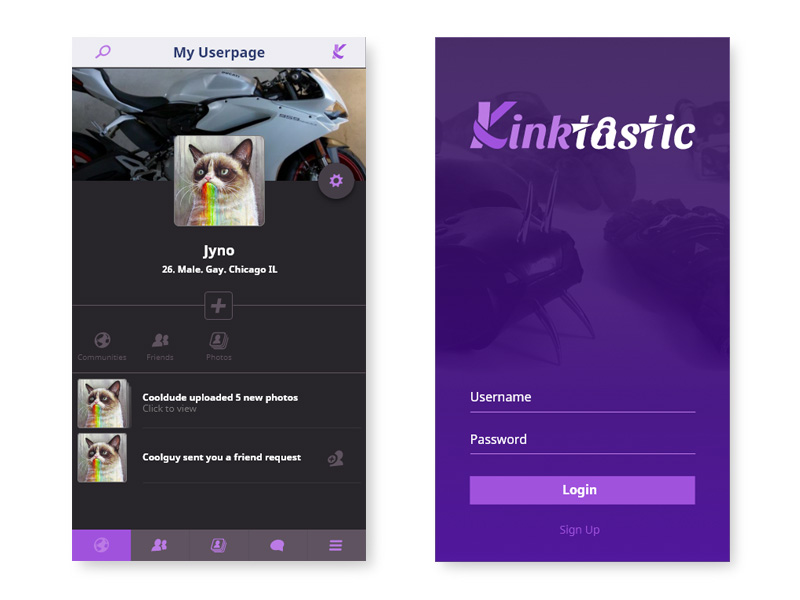 My Userpage
Jyno
26. Male. Gay. Chicago IL
Communities
Friends
Photos
Cooldude uploaded 5 new photos
Click to view
Coolguy sent you a friend request
Kinktastic
Username
Password
Login
Sign Up